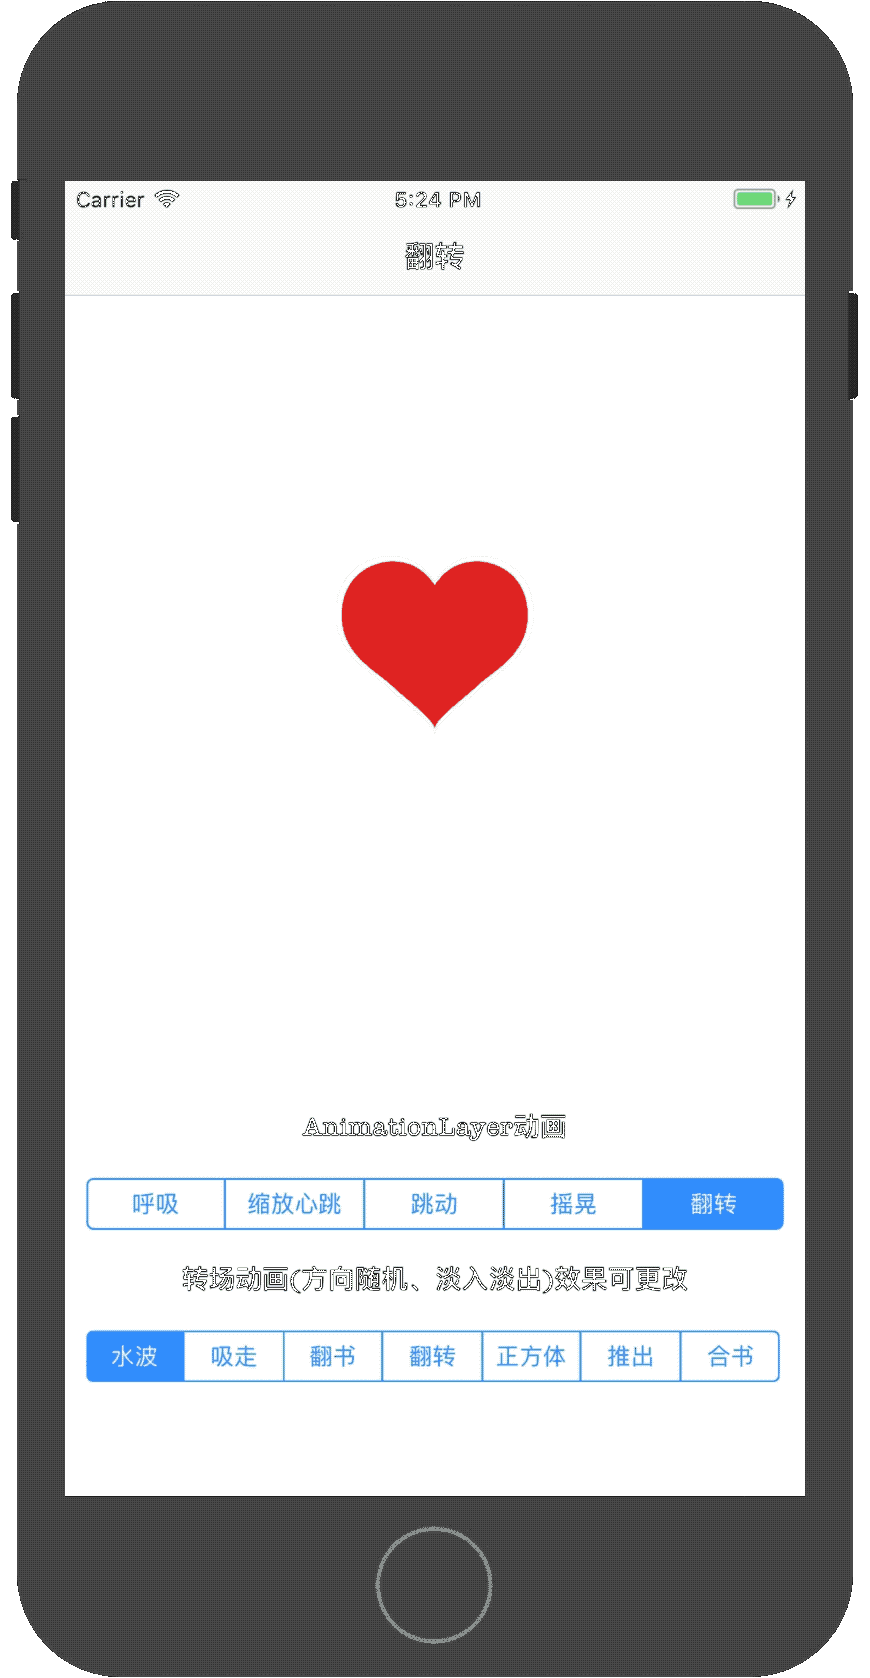 Carrier 5:24 PM
翻转
AnimationLayer动画
呼吸 缩放心跳 跳动 摇晃 翻转
转场动画(方向随机、淡入淡出)效果可更改
水波 吸走 翻书 翻转 正方体 推出 合书